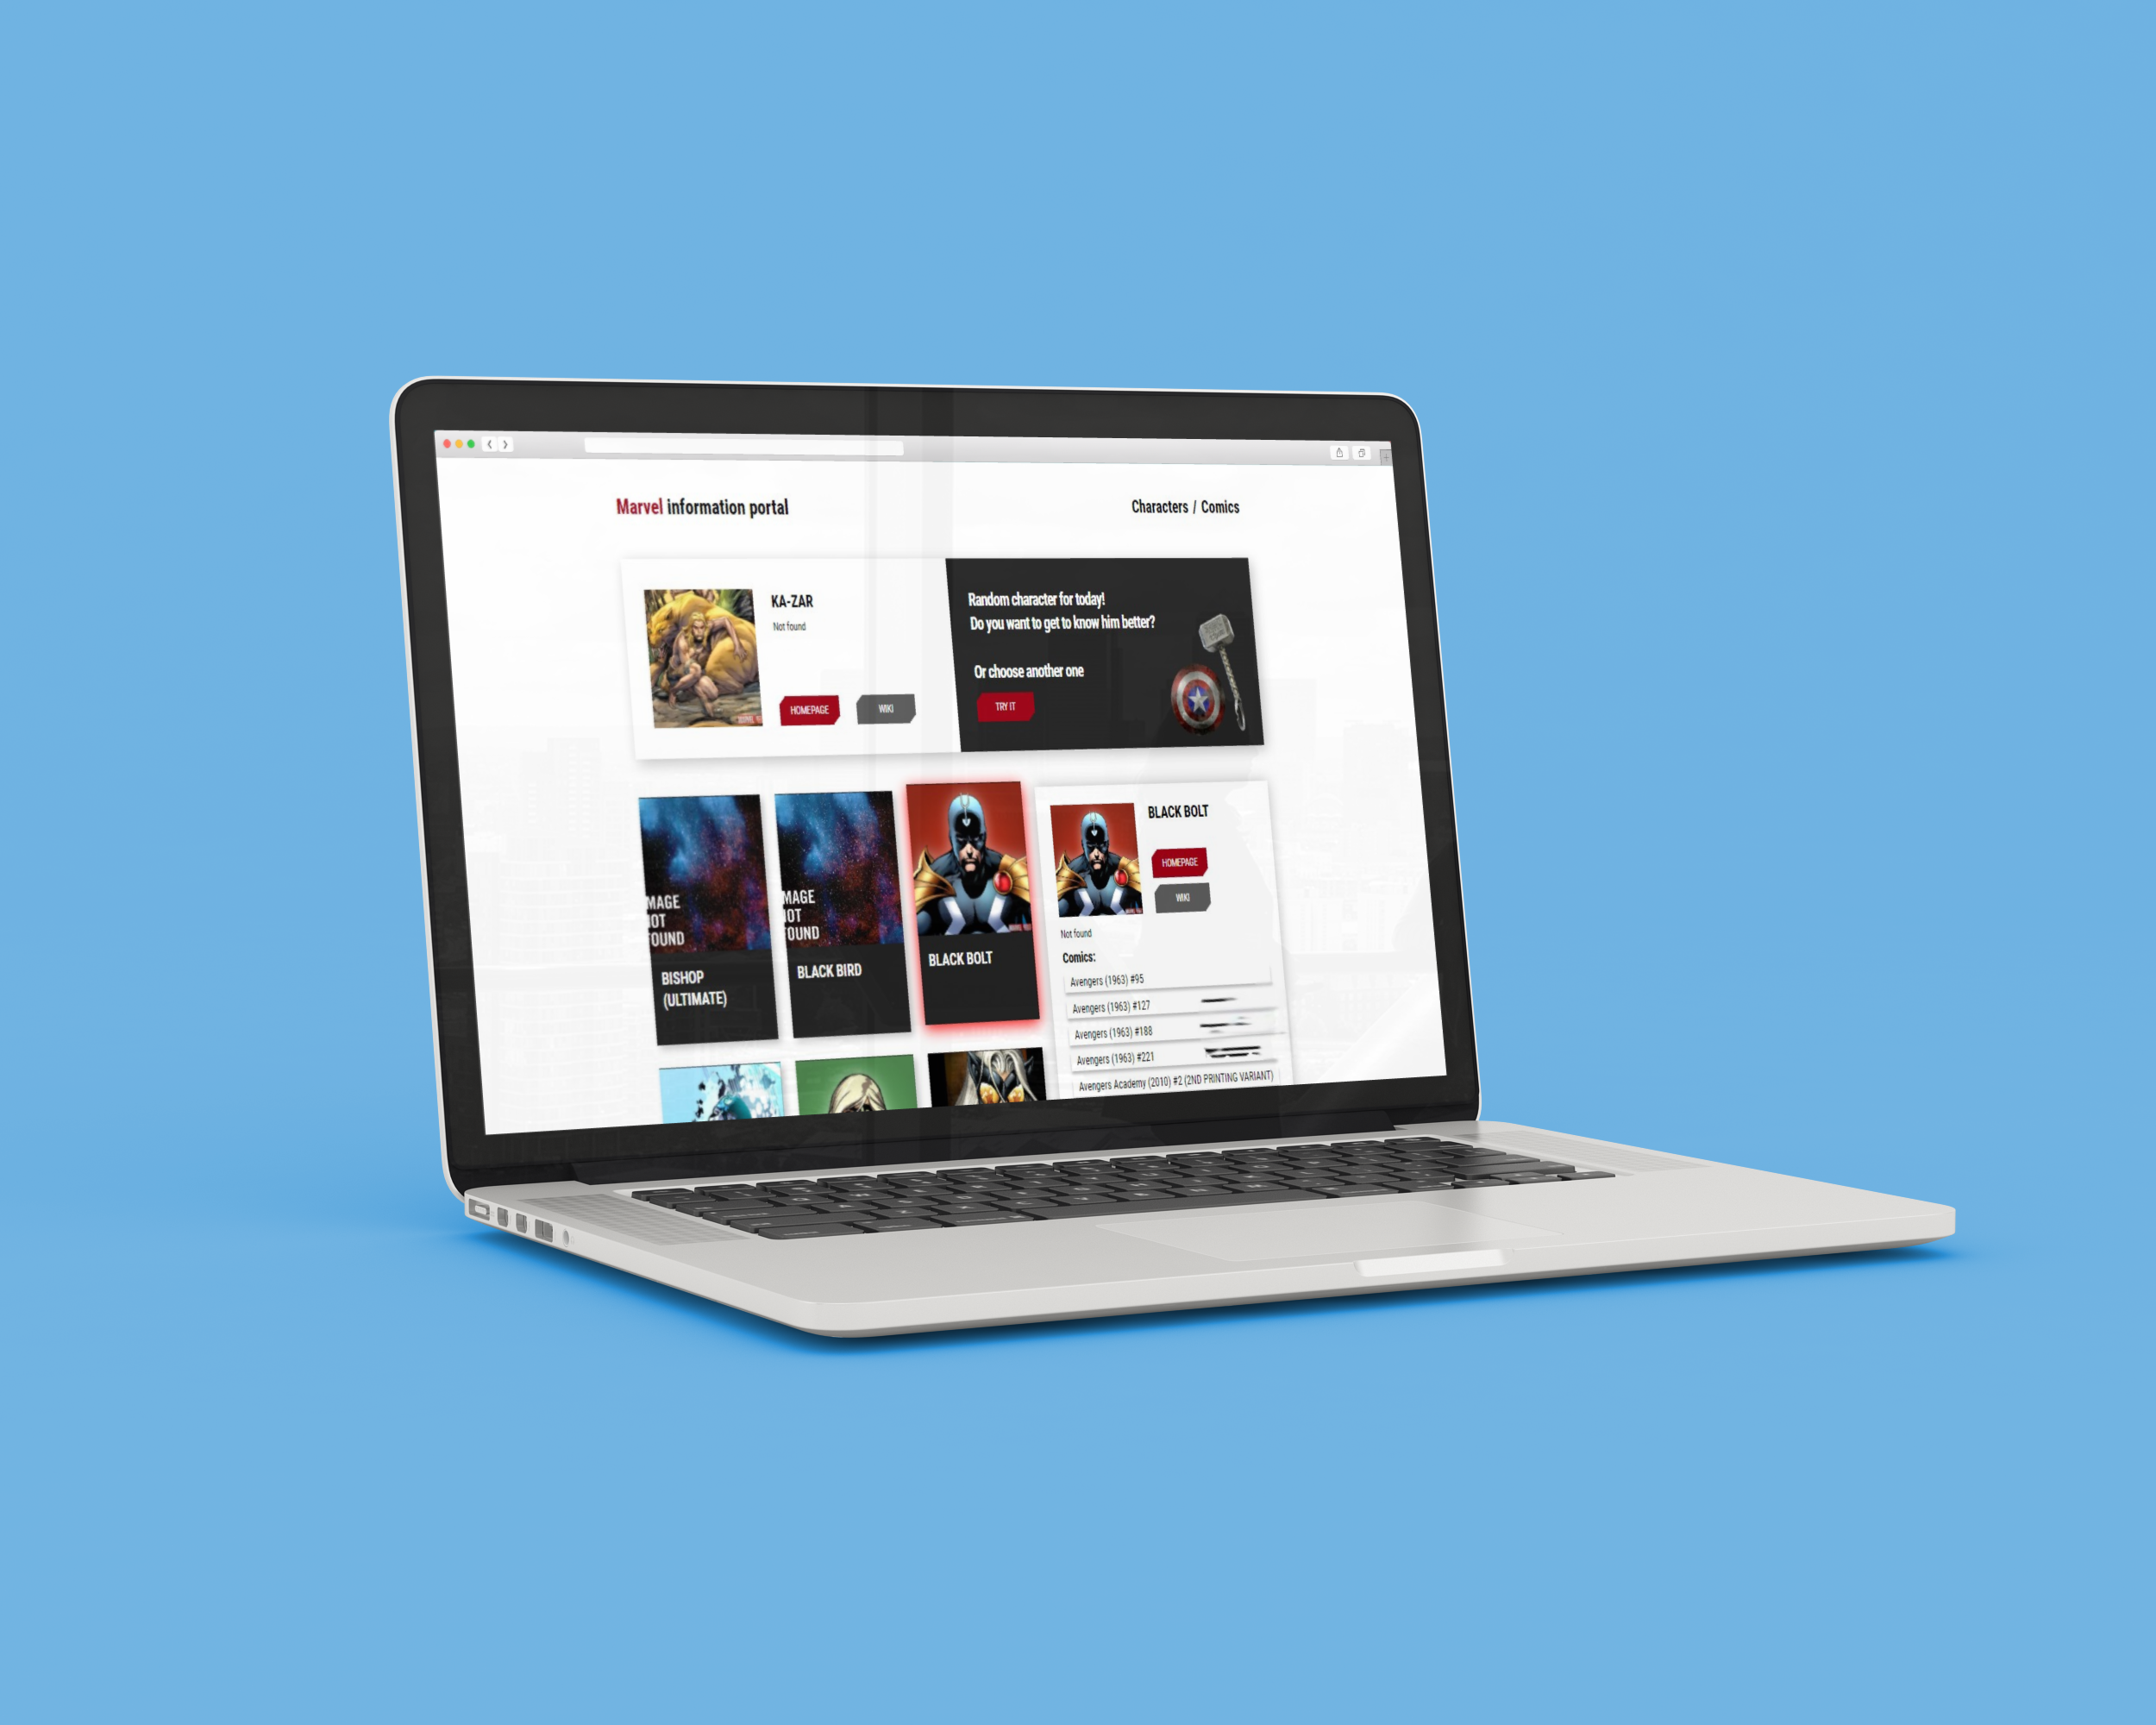 Marvel information portal
Characters / Comics
KA-ZAR
Not found
HOMEPAGE
WIKI
Random character for today!
Do you want to get to know him better?
Or choose another one
TRY IT
MAGE
OT
OUND
BISHOP
(ULTIMATE)
MAGE
OT
OUND
BLACK BIRD
BLACK BOLT
BLACK BOLT
HOMEPAGE
WIKI
Not found
Comics:
Avengers (1963) #95
Avengers (1963) #127
Avengers (1963) #188
Avengers (1963) #221
Avengers Academy (2010) #2 (2ND PRINTING VARIANT)